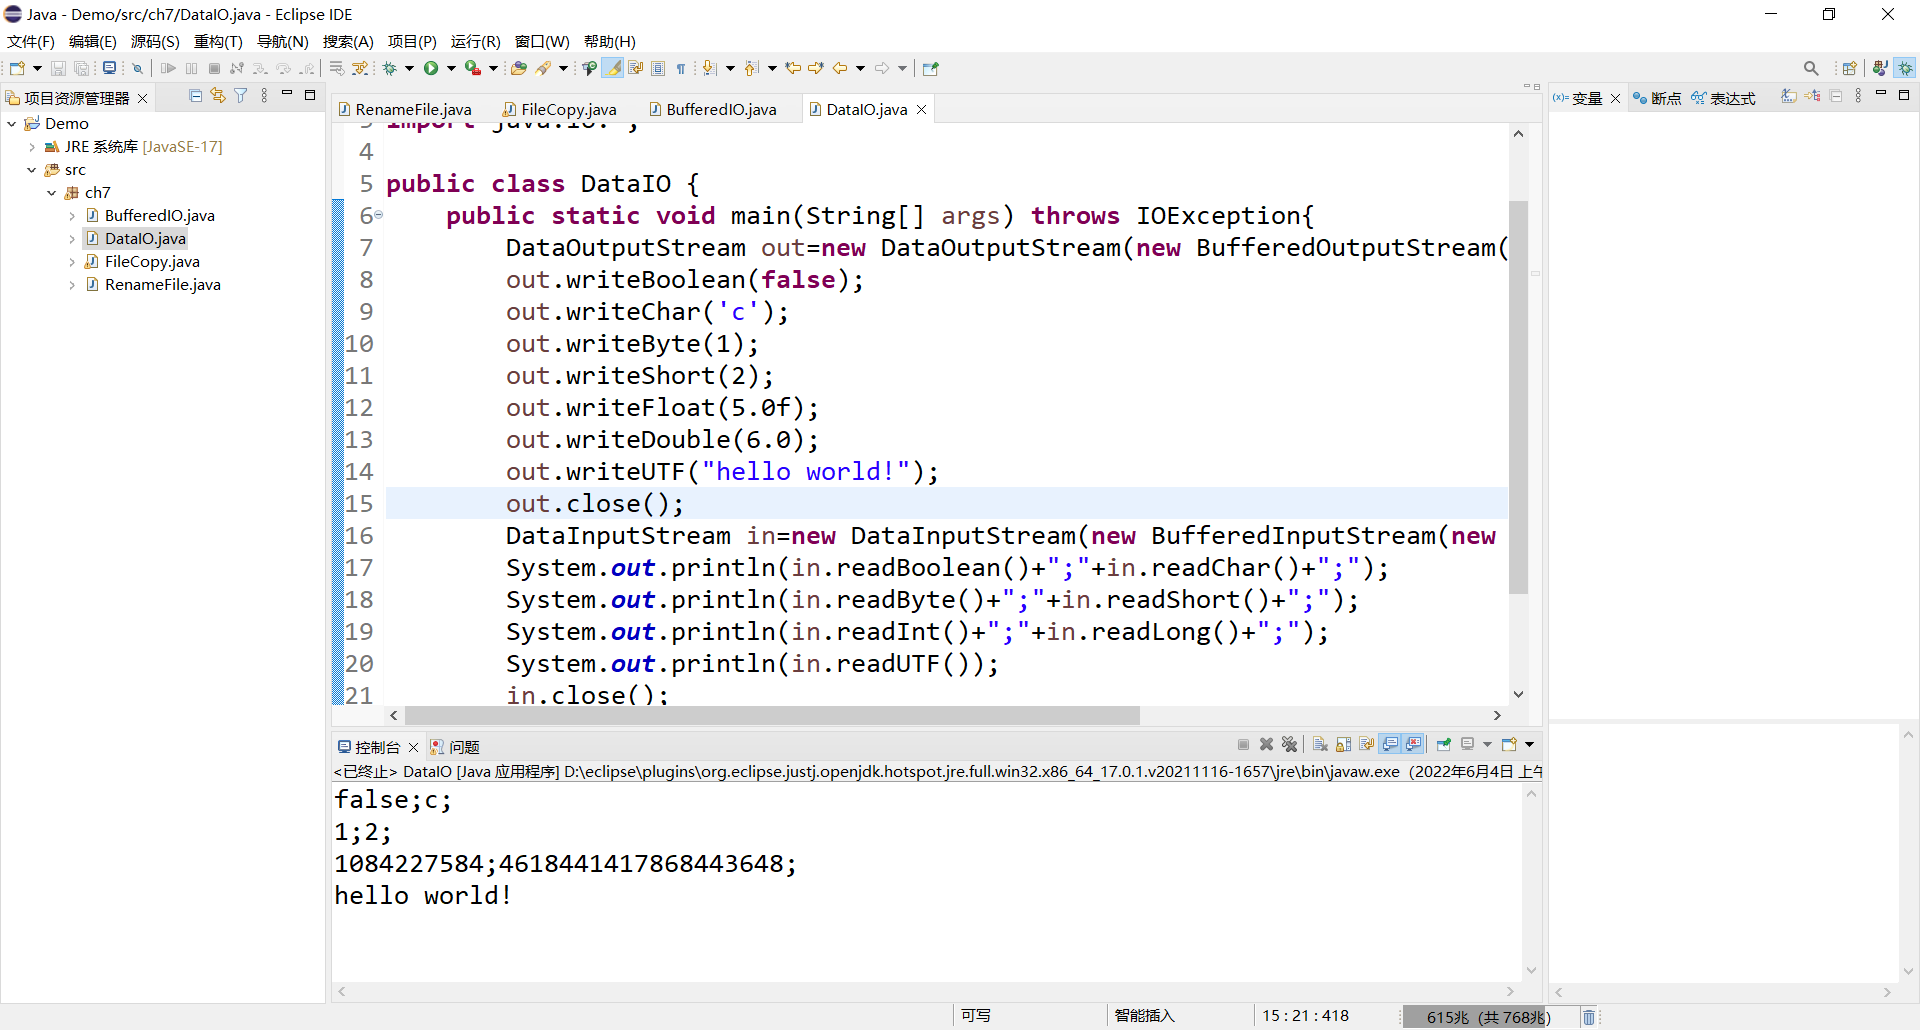 Java - Demo/src/ch7/DataIO.java - Eclipse IDE
文件(F) 编辑(E) 源码(S) 重构(T) 导航(N) 搜索(A) 项目(P) 运行(R) 窗口(W) 帮助(H)
项目资源管理器
Demo
JRE 系统库 [JavaSE-17]
src
ch7
BufferedIO.java
DataIO.java
FileCopy.java
RenameFile.java
RenameFile.java FileCopy.java BufferedIO.java DataIO.java
3 import java.io.*;
4
5 public class DataIO {
6 public static void main(String[] args) throws IOException{
7 DataOutputStream out=new DataOutputStream(new BufferedOutputStream(
8 out.writeBoolean(false);
9 out.writeChar('c');
10 out.writeByte(1);
11 out.writeShort(2);
12 out.writeFloat(5.0f);
13 out.writeDouble(6.0);
14 out.writeUTF("hello world!");
15 out.close();
16 DataInputStream in=new DataInputStream(new BufferedInputStream(new
17 System.out.println(in.readBoolean()+";"+in.readChar()+";");
18 System.out.println(in.readByte()+";"+in.readShort()+";");
19 System.out.println(in.readInt()+";"+in.readLong()+";");
20 System.out.println(in.readUTF());
21 in.close();
控制台 问题
<已终止> DataIO [Java 应用程序] D:\eclipse\plugins\org.eclipse.justj.openjdk.hotspot.jre.full.win32.x86_64_17.0.1.v20211116-1657\jre\bin\javaw.exe (2022年6月4日 上午
false;c;
1;2;
1084227584;4618441417868443648;
hello world!
(x)= 变量 断点 表达式
可写 智能插入 15 : 21 : 418 615兆 (共 768兆)